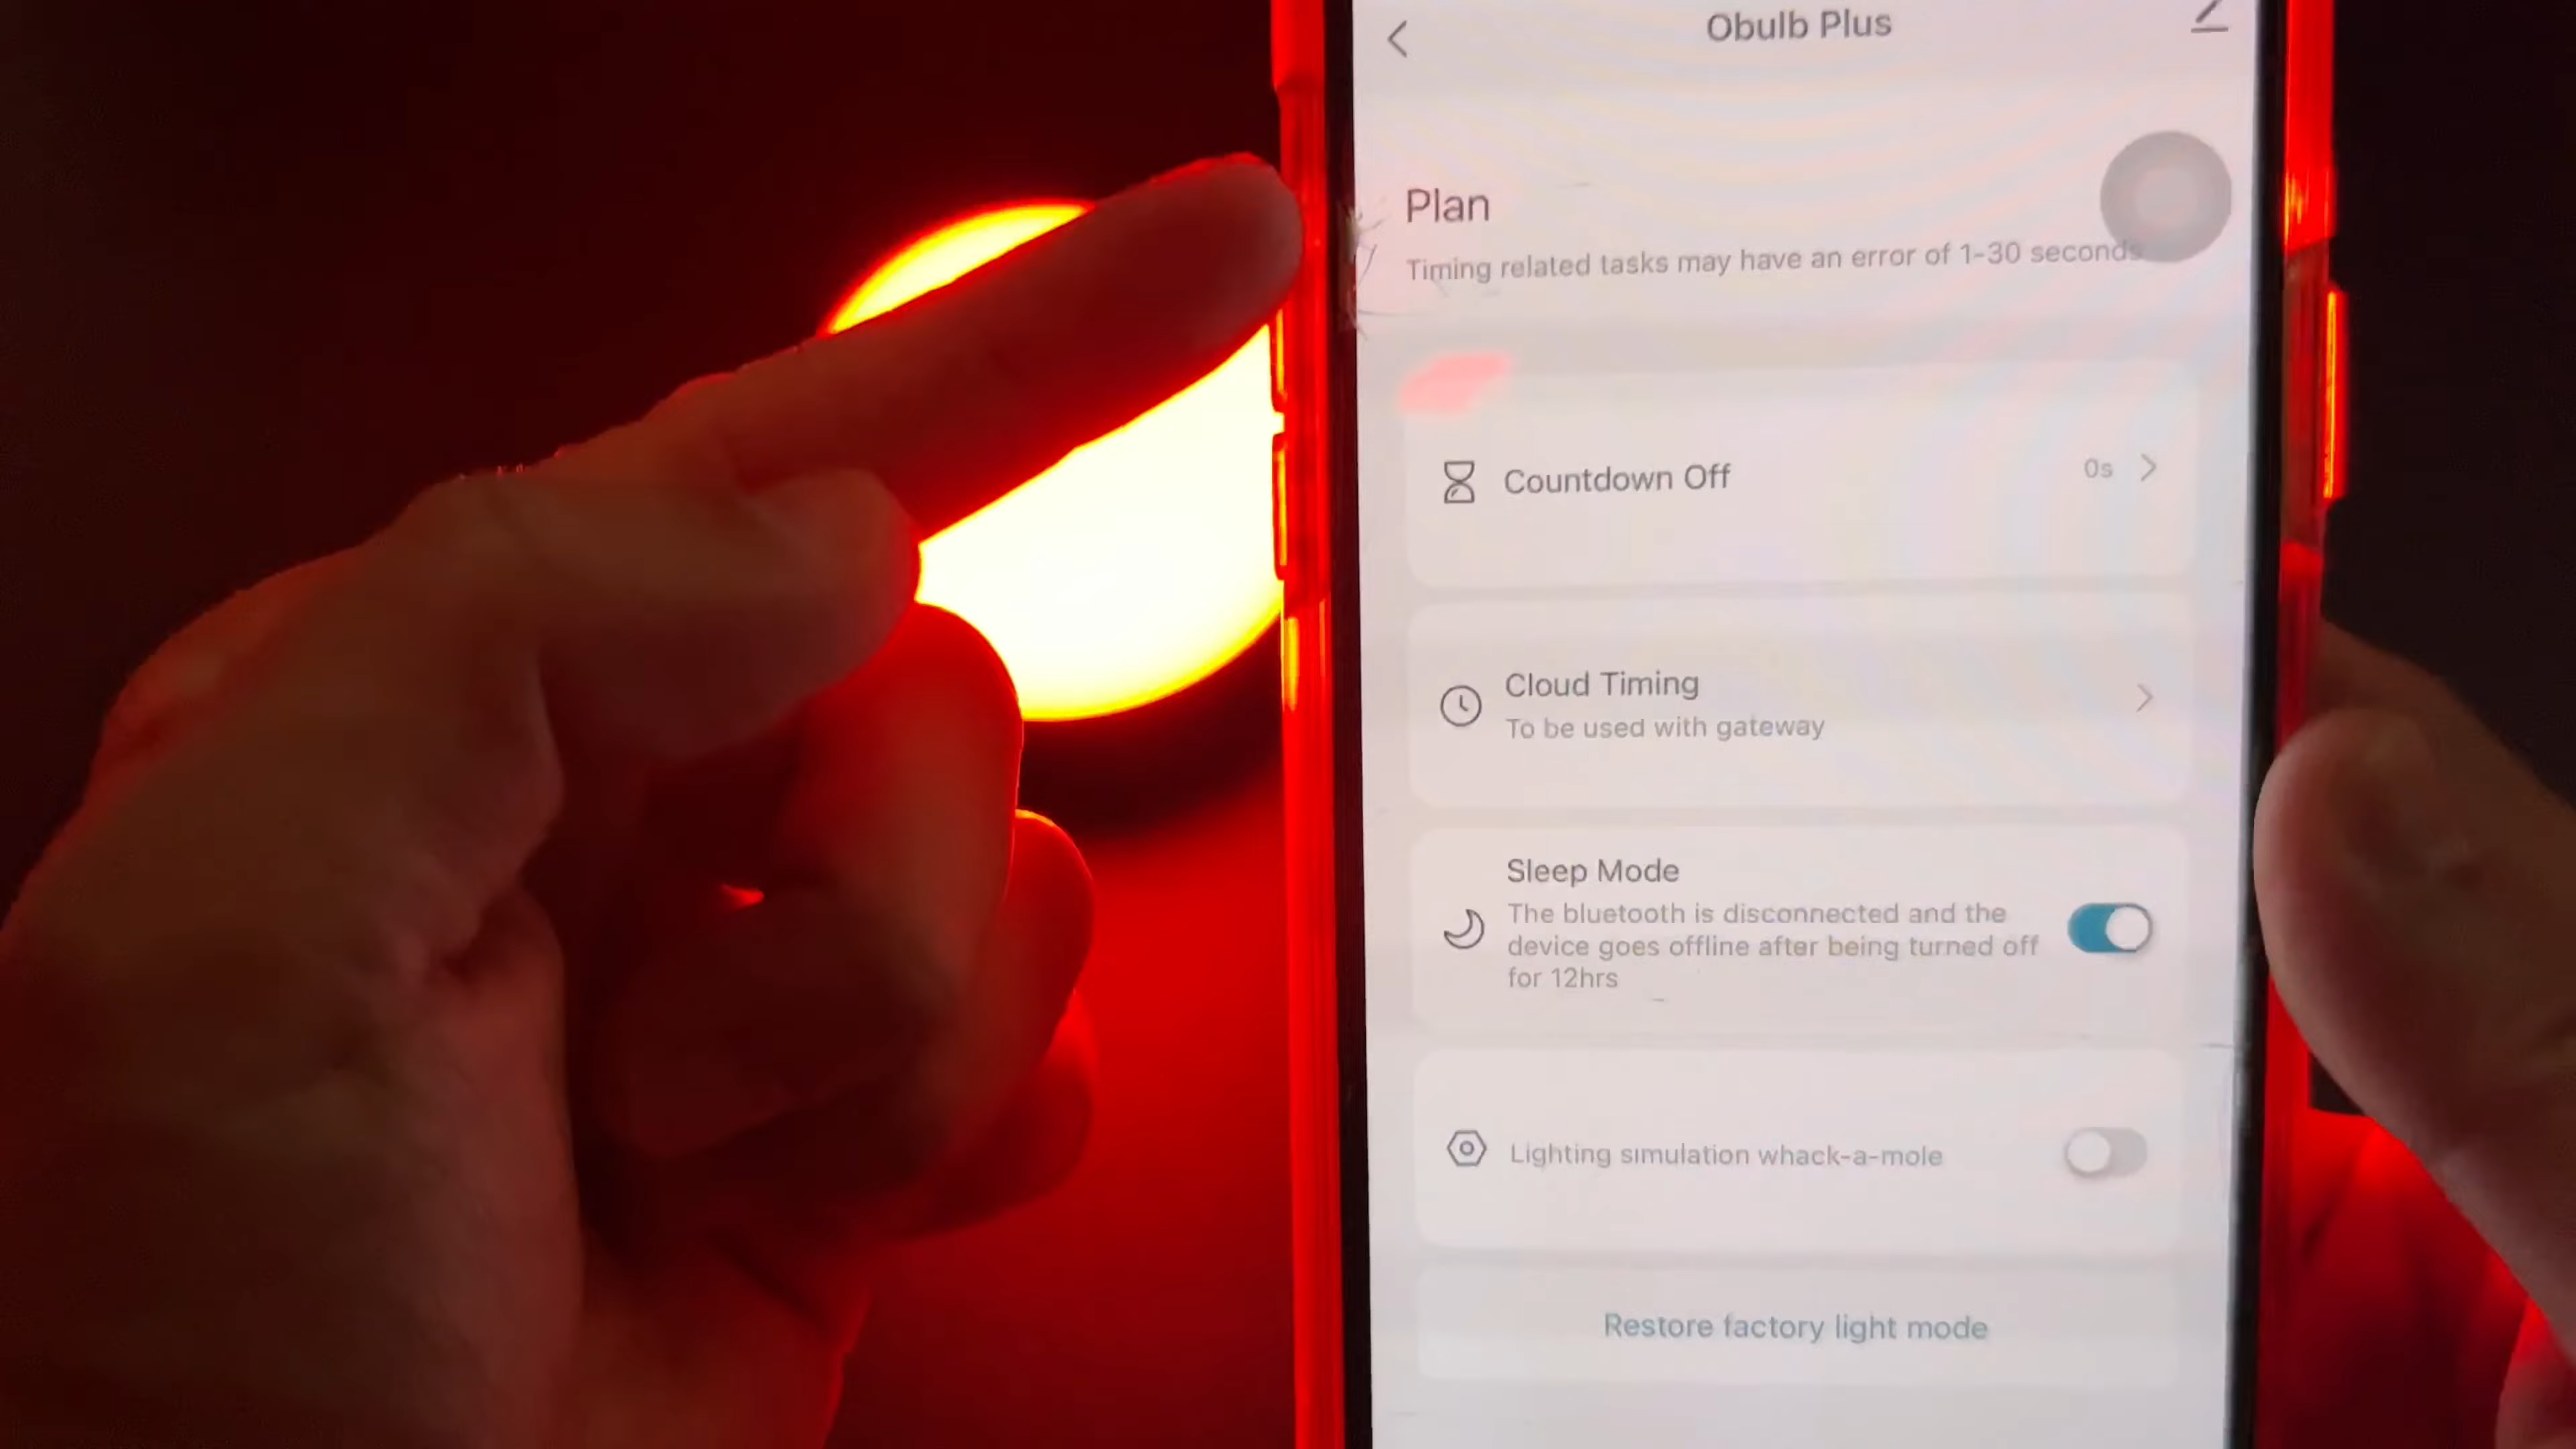 Obulb Plus
Plan
Timing related tasks may have an error of 1-30 seconds
Countdown Off
0s
Cloud Timing
To be used with gateway
Sleep Mode
The bluetooth is disconnected and the
device goes offline after being turned off
for 12hrs
Lighting simulation whack-a-mole
Restore factory light mode